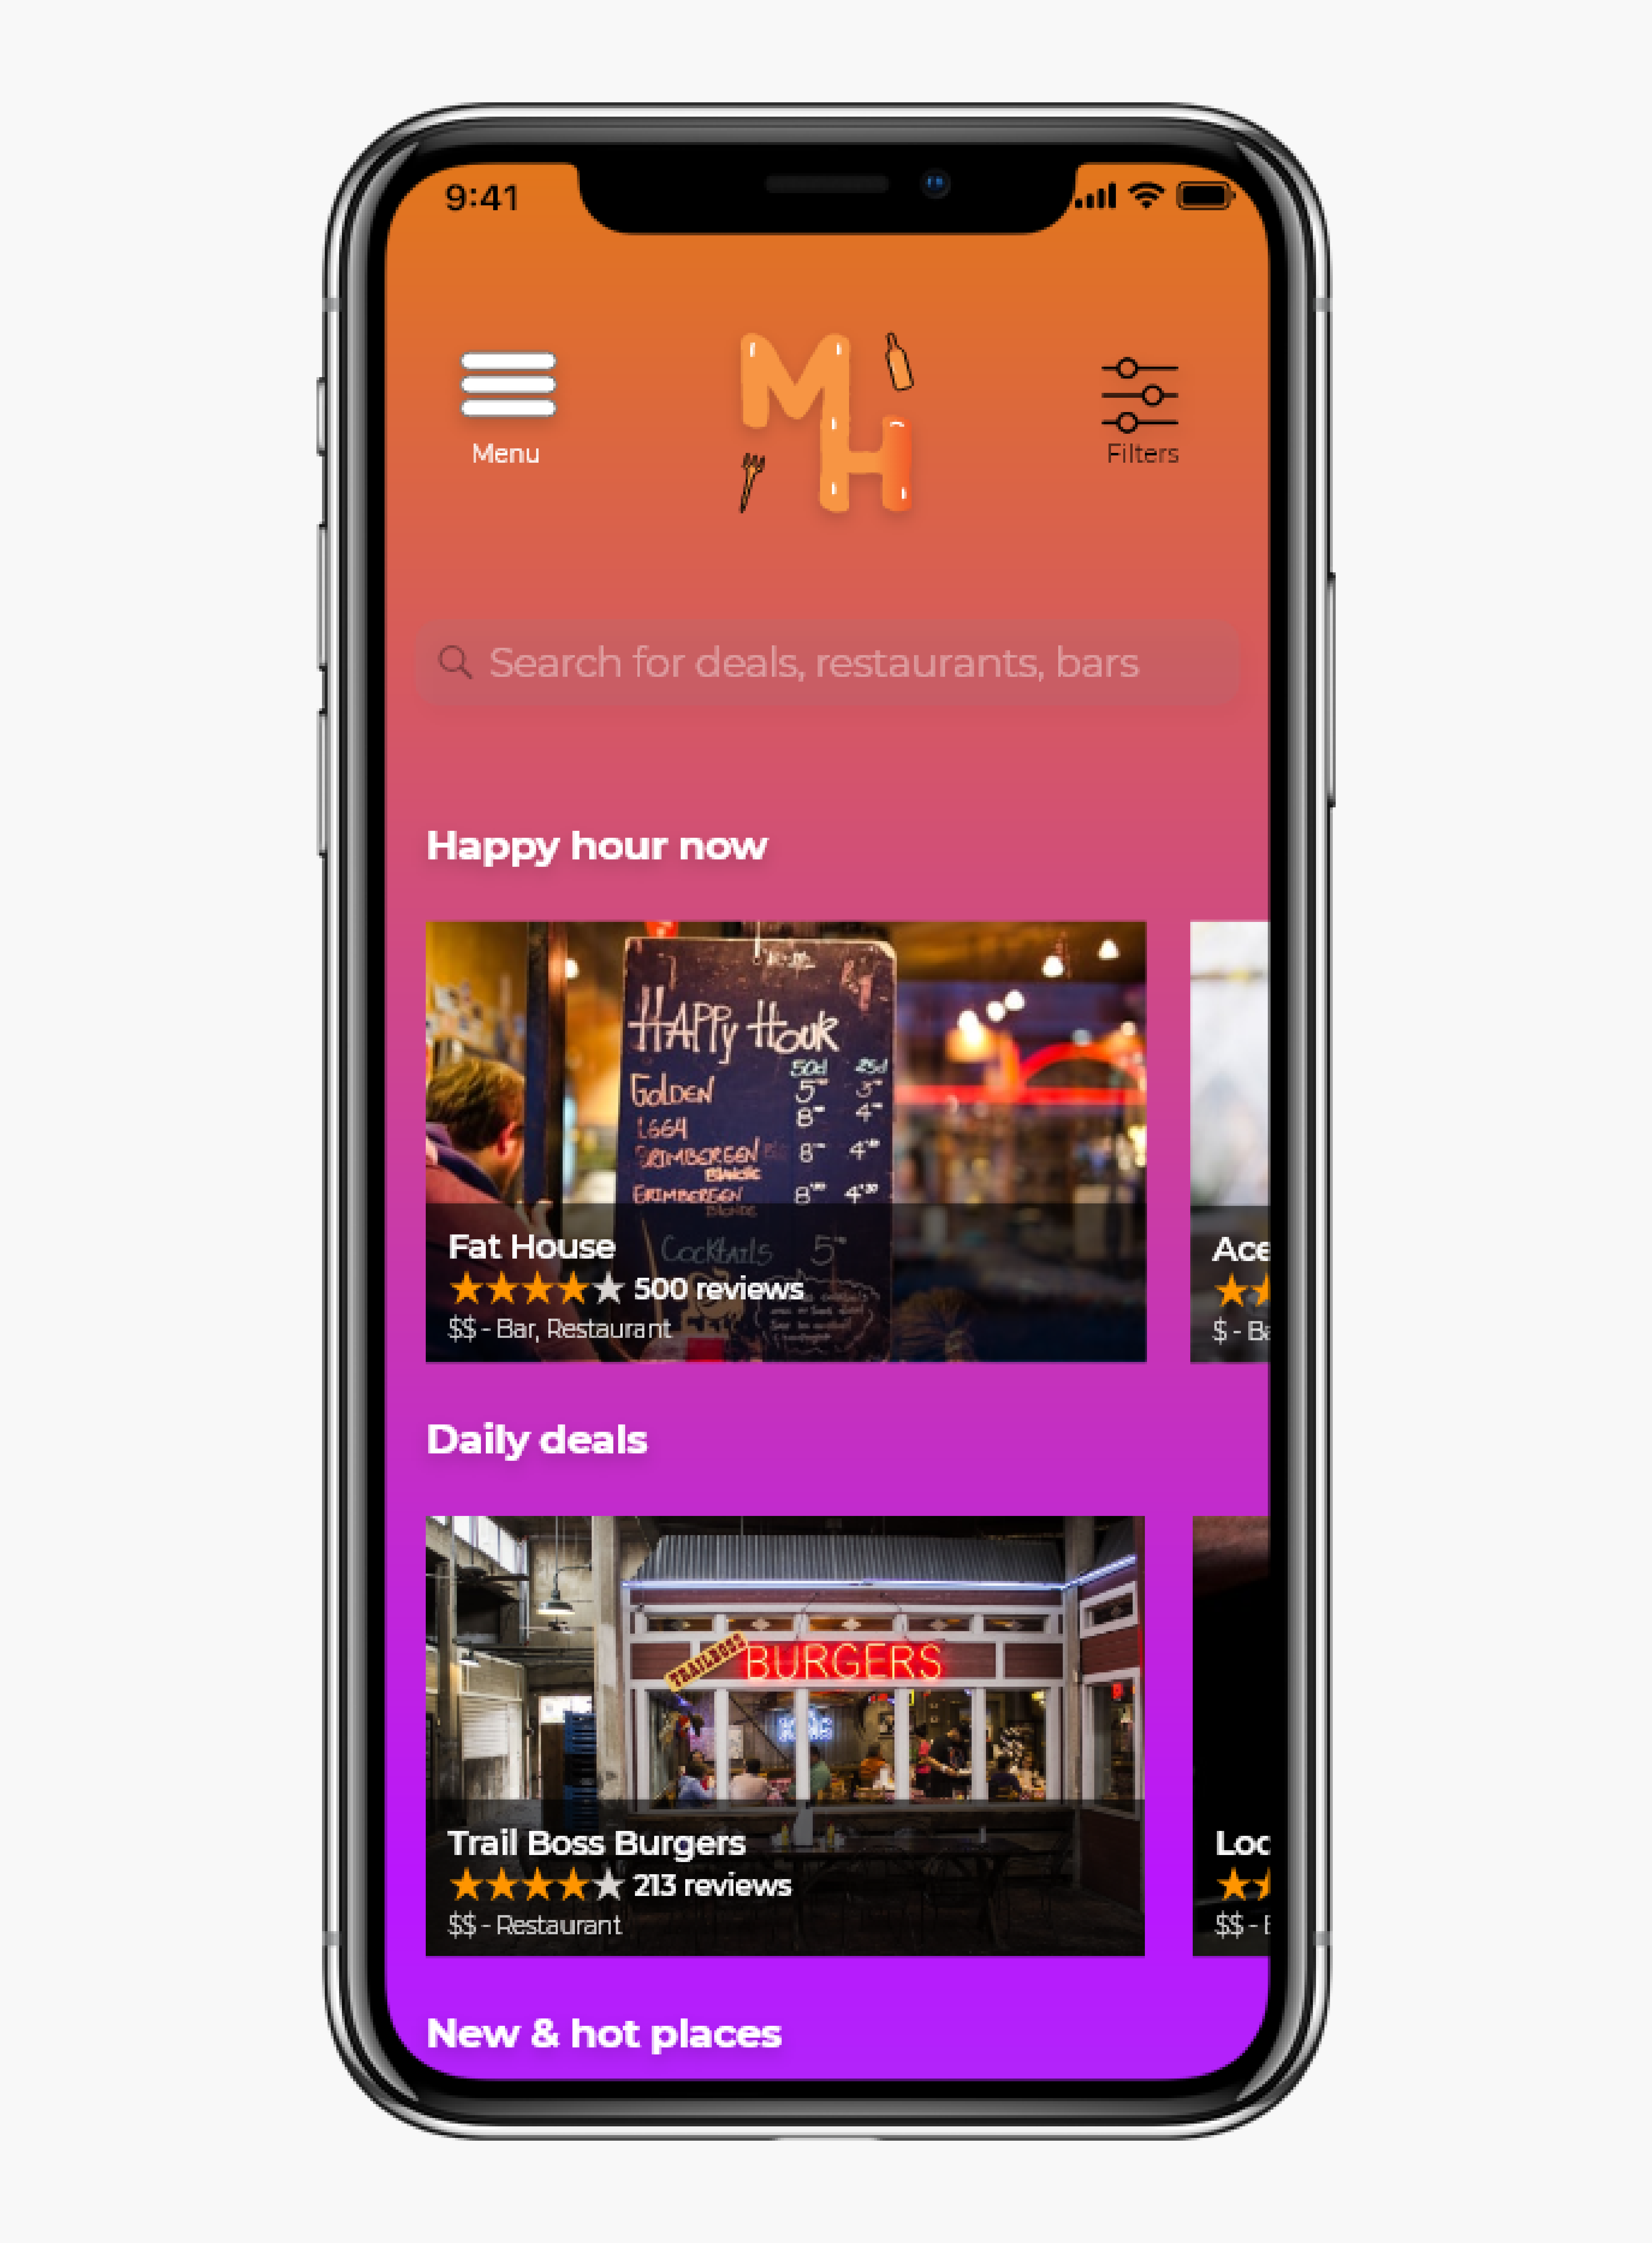 9:41
MH
Menu
Filters
Search for deals, restaurants, bars
Happy hour now
HAPPy HouR
50cl 25cl
GolDEN 5 3
1664 8 4
GRIMBERGEN 8 4
BLANCHE
GRIMBERGEN 8 4
BLONDE
COCKTAILS 5
Fat House
500 reviews
$$ - Bar, Restaurant
Ace
$ - Ba
Daily deals
TRAILBOSS BURGERS
Trail Boss Burgers
213 reviews
$$ - Restaurant
Loc
$$ -
New & hot places